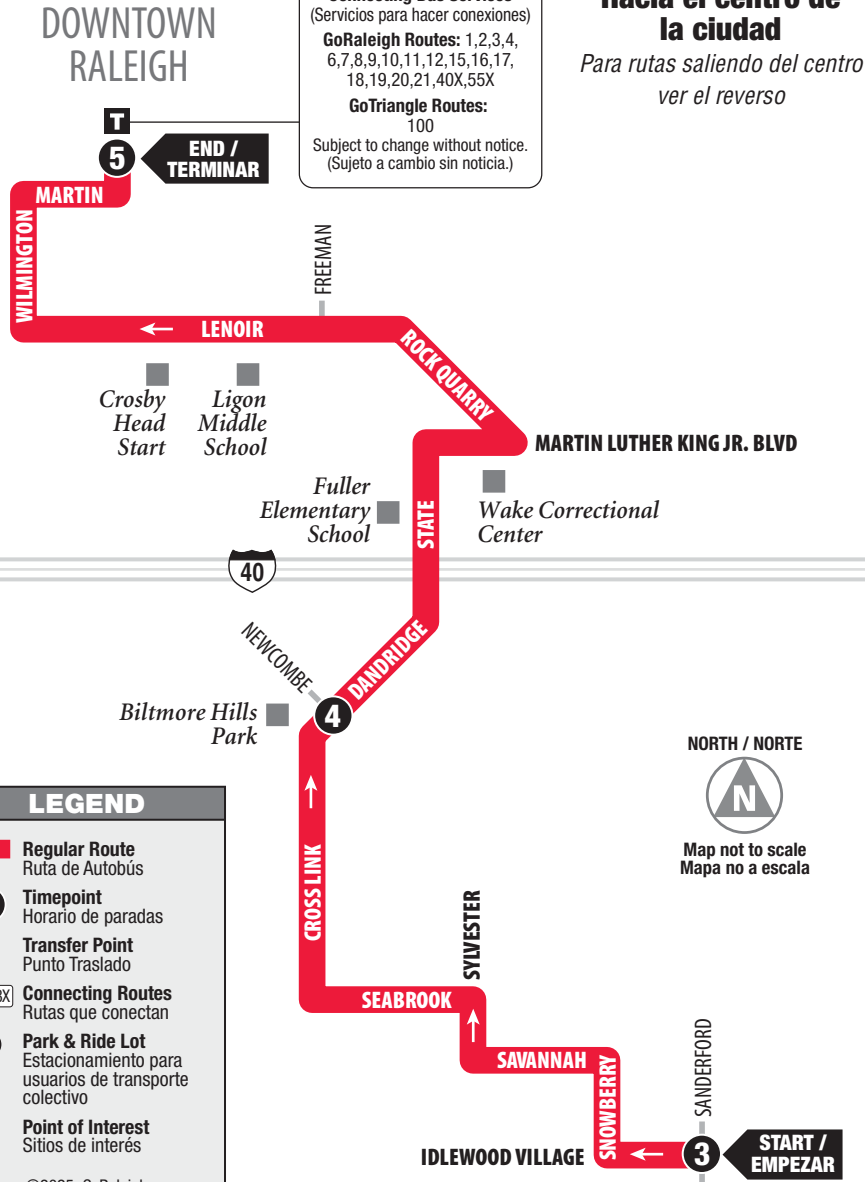 DOWNTOWN
RALEIGH
(Servicios para hacer conexiones)
GoRaleigh Routes: 1,2,3,4,
6,7,8,9,10,11,12,15,16,17,
18,19,20,21,40X,55X
GoTriangle Routes:
100
Subject to change without notice.
(Sujeto a cambio sin noticia.)
Hacia el centro de
la ciudad
Para rutas saliendo del centro
ver el reverso
T
5
END /
TERMINAR
MARTIN
WILMINGTON
FREEMAN
LENOIR
ROCK QUARRY
Crosby
Head
Start
Ligon
Middle
School
MARTIN LUTHER KING JR. BLVD
Fuller
Elementary
School
STATE
Wake Correctional
Center
40
NEWCOMBE
DANDRIDGE
4
Biltmore Hills
Park
NORTH / NORTE
N
Map not to scale
Mapa no a escala
CROSS LINK
SYLVESTER
SEABROOK
SAVANNAH
SNOWBERRY
SANDERFORD
IDLEWOOD VILLAGE
3
START /
EMPEZAR
LEGEND
Regular Route
Ruta de Autobús
Timepoint
Horario de paradas
Transfer Point
Punto Traslado
Connecting Routes
Rutas que conectan
Park & Ride Lot
Estacionamiento para
usuarios de transporte
colectivo
Point of Interest
Sitios de interés